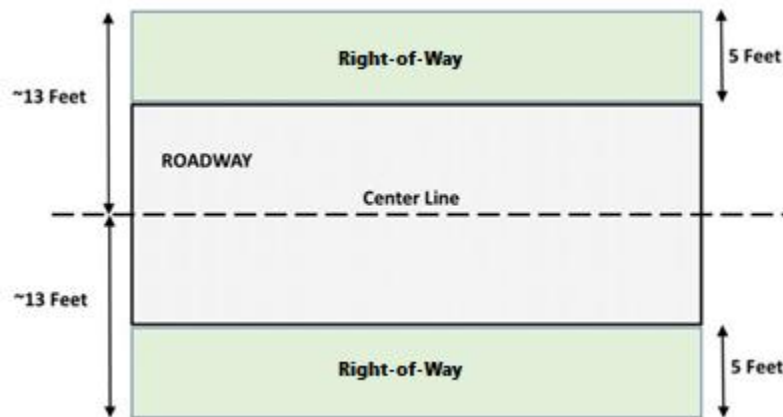 Right-of-Way
5 Feet
~13 Feet
ROADWAY
Center Line
~13 Feet
Right-of-Way
5 Feet